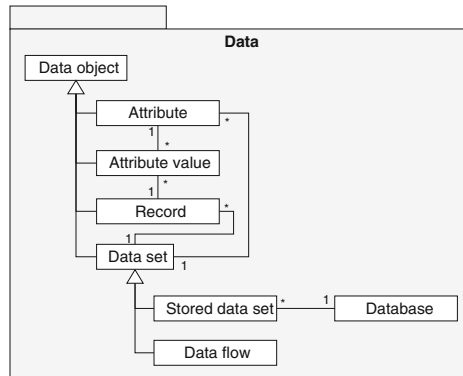 Data
Data object
Attribute
1
*
*
Attribute value
*
1
Record
*
1
Data set
1
Stored data set
*
1
Database
Data flow